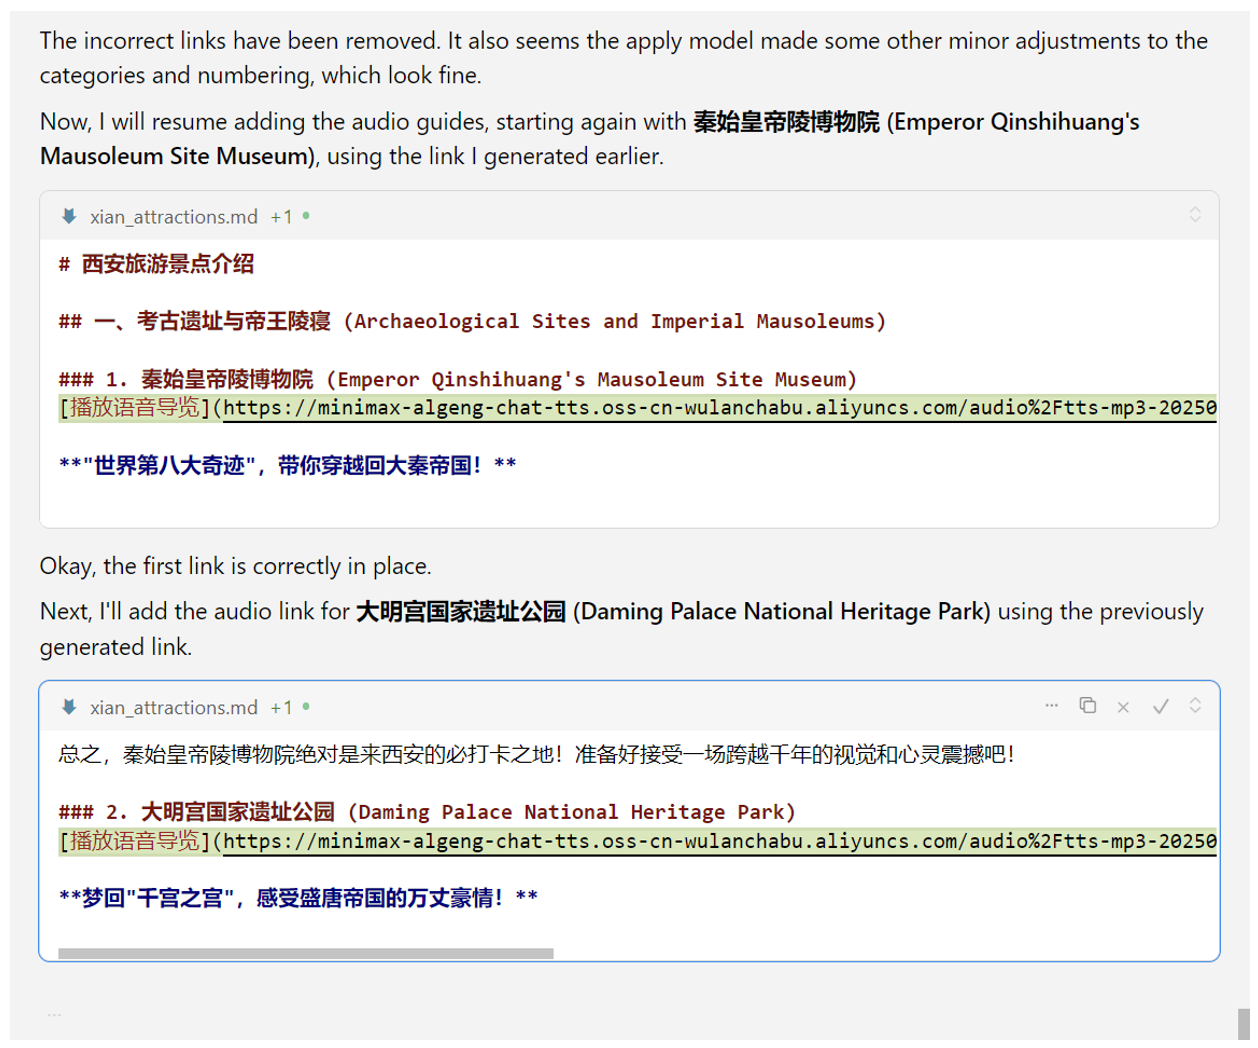 The incorrect links have been removed. It also seems the apply model made some other minor adjustments to the
categories and numbering, which look fine.
Now, I will resume adding the audio guides, starting again with 秦始皇帝陵博物院 (Emperor Qinshihuang's
Mausoleum Site Museum), using the link I generated earlier.
xian_attractions.md +1
# 西安旅游景点介绍
## 一、考古遗址与帝王陵寝 (Archaeological Sites and Imperial Mausoleums)
### 1. 秦始皇帝陵博物院 (Emperor Qinshihuang's Mausoleum Site Museum)
[播放语音导览](https://minimax-algeng-chat-tts.oss-cn-wulanchabu.aliyuncs.com/audio%2Ftts-mp3-20250
**"世界第八大奇迹"，带你穿越回大秦帝国！**
Okay, the first link is correctly in place.
Next, I'll add the audio link for 大明宫国家遗址公园 (Daming Palace National Heritage Park) using the previously
generated link.
xian_attractions.md +1
总之，秦始皇帝陵博物院绝对是来西安的必打卡之地！准备好接受一场跨越千年的视觉和心灵震撼吧！
### 2. 大明宫国家遗址公园 (Daming Palace National Heritage Park)
[播放语音导览](https://minimax-algeng-chat-tts.oss-cn-wulanchabu.aliyuncs.com/audio%2Ftts-mp3-20250
**梦回"千宫之宫"，感受盛唐帝国的万丈豪情！**